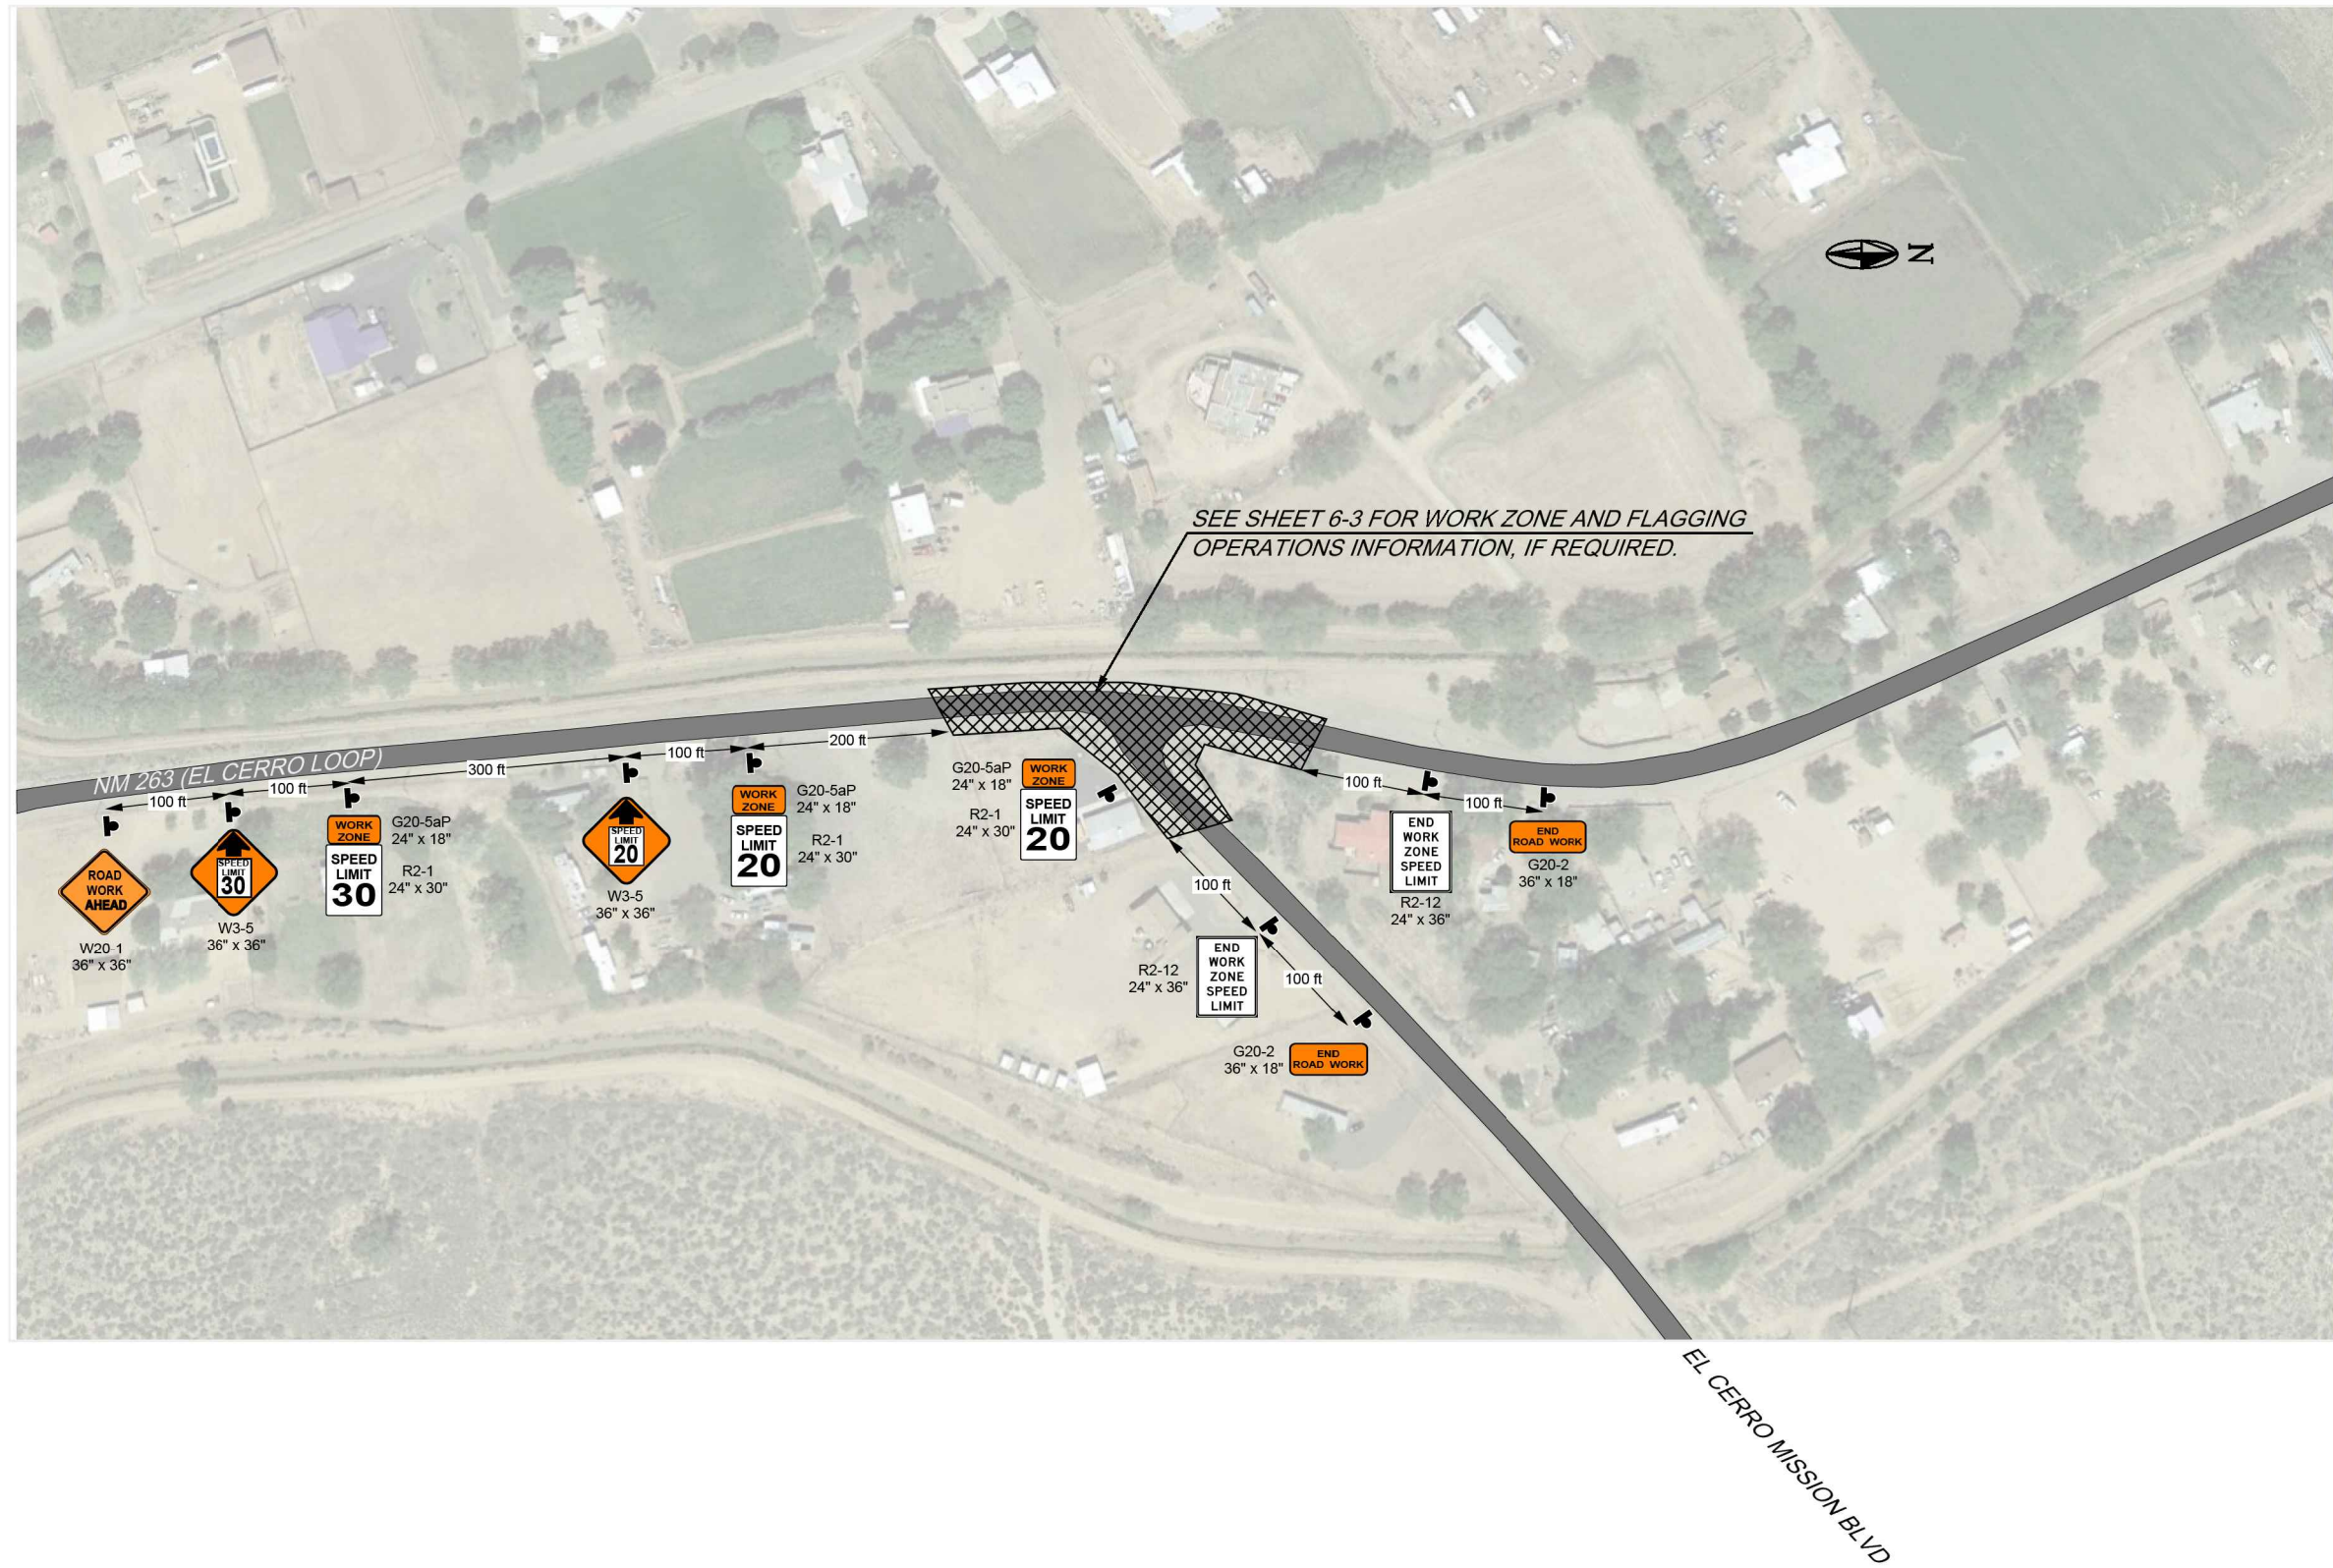 N
SEE SHEET 6-3 FOR WORK ZONE AND FLAGGING
OPERATIONS INFORMATION, IF REQUIRED.
NM 263 (EL CERRO LOOP)
100 ft
100 ft
300 ft
100 ft
200 ft
100 ft
100 ft
ROAD
WORK
AHEAD
W20-1
36" x 36"
SPEED
LIMIT
30
W3-5
36" x 36"
WORK
ZONE
G20-5aP
24" x 18"
SPEED
LIMIT
30
R2-1
24" x 30"
SPEED
LIMIT
20
W3-5
36" x 36"
WORK
ZONE
G20-5aP
24" x 18"
SPEED
LIMIT
20
R2-1
24" x 30"
G20-5aP
24" x 18"
WORK
ZONE
R2-1
24" x 30"
SPEED
LIMIT
20
END
WORK
ZONE
SPEED
LIMIT
R2-12
24" x 36"
END
ROAD WORK
G20-2
36" x 18"
100 ft
R2-12
24" x 36"
END
WORK
ZONE
SPEED
LIMIT
100 ft
G20-2
36" x 18"
END
ROAD WORK
EL CERRO MISSION BLVD